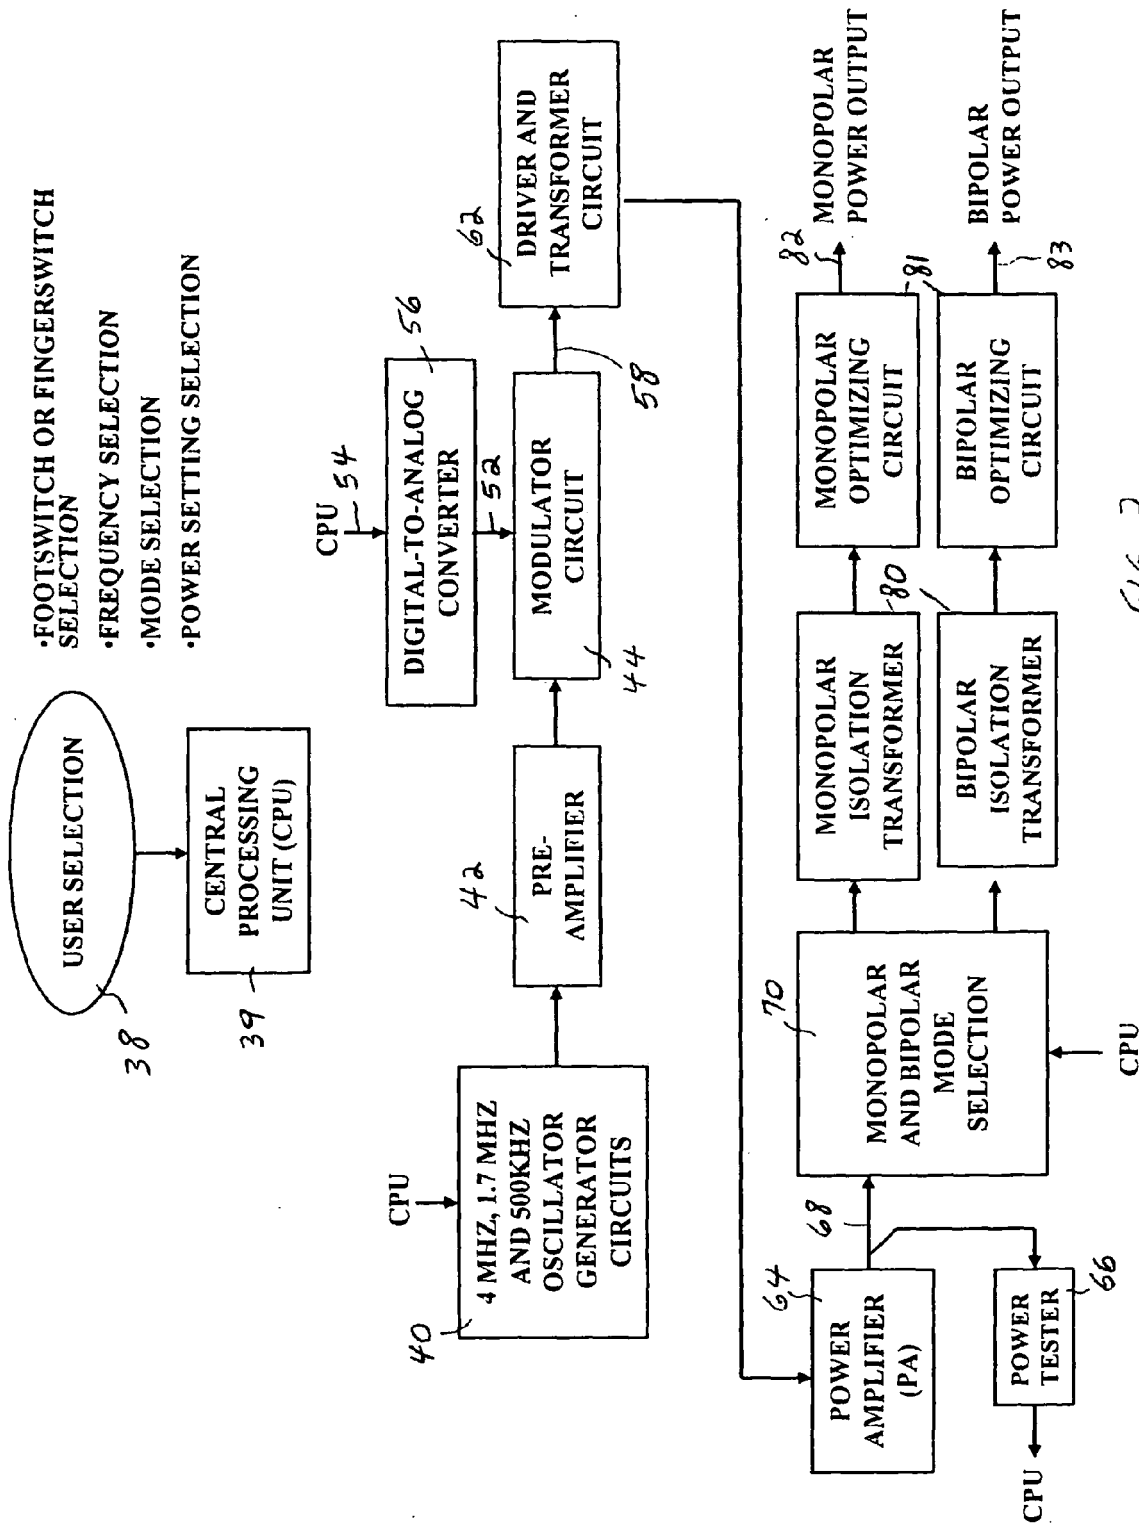 •FOOTSWITCH OR FINGERSWITCH
SELECTION
•FREQUENCY SELECTION
•MODE SELECTION
•POWER SETTING SELECTION
USER SELECTION
38
CENTRAL
PROCESSING
UNIT (CPU)
39
CPU
4 MHZ, 1.7 MHZ
AND 500KHZ
OSCILLATOR
GENERATOR
CIRCUITS
40
PRE-
AMPLIFIER
42
CPU
54
DIGITAL-TO-ANALOG
CONVERTER
56
52
MODULATOR
CIRCUIT
44
58
DRIVER AND
TRANSFORMER
CIRCUIT
62
POWER
AMPLIFIER
(PA)
64
68
POWER
TESTER
66
CPU
MONOPOLAR
AND BIPOLAR
MODE
SELECTION
70
CPU
MONOPOLAR
ISOLATION
TRANSFORMER
80
BIPOLAR
ISOLATION
TRANSFORMER
MONOPOLAR
OPTIMIZING
CIRCUIT
81
BIPOLAR
OPTIMIZING
CIRCUIT
82
MONOPOLAR
POWER OUTPUT
83
BIPOLAR
POWER OUTPUT